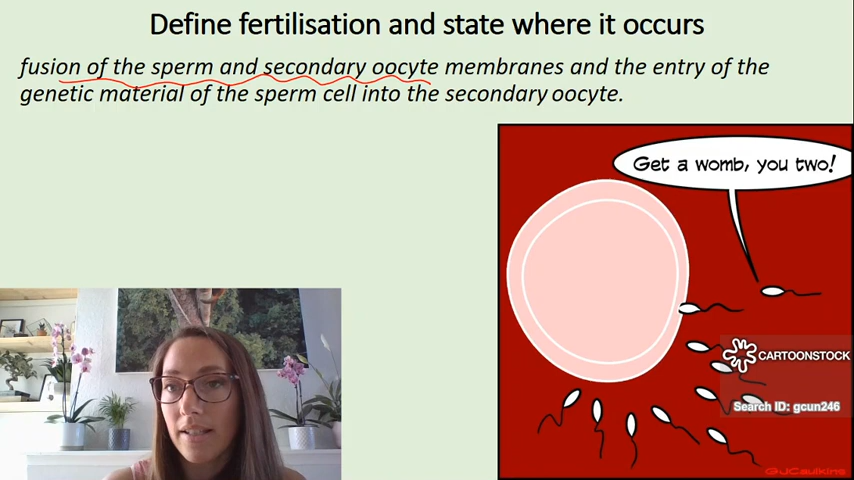 Define fertilisation and state where it occurs
fusion of the sperm and secondary oocyte membranes and the entry of the
genetic material of the sperm cell into the secondary oocyte.
Get a womb, you two!
CARTOONSTOCK
Search ID: gcun246
©JCaulkins